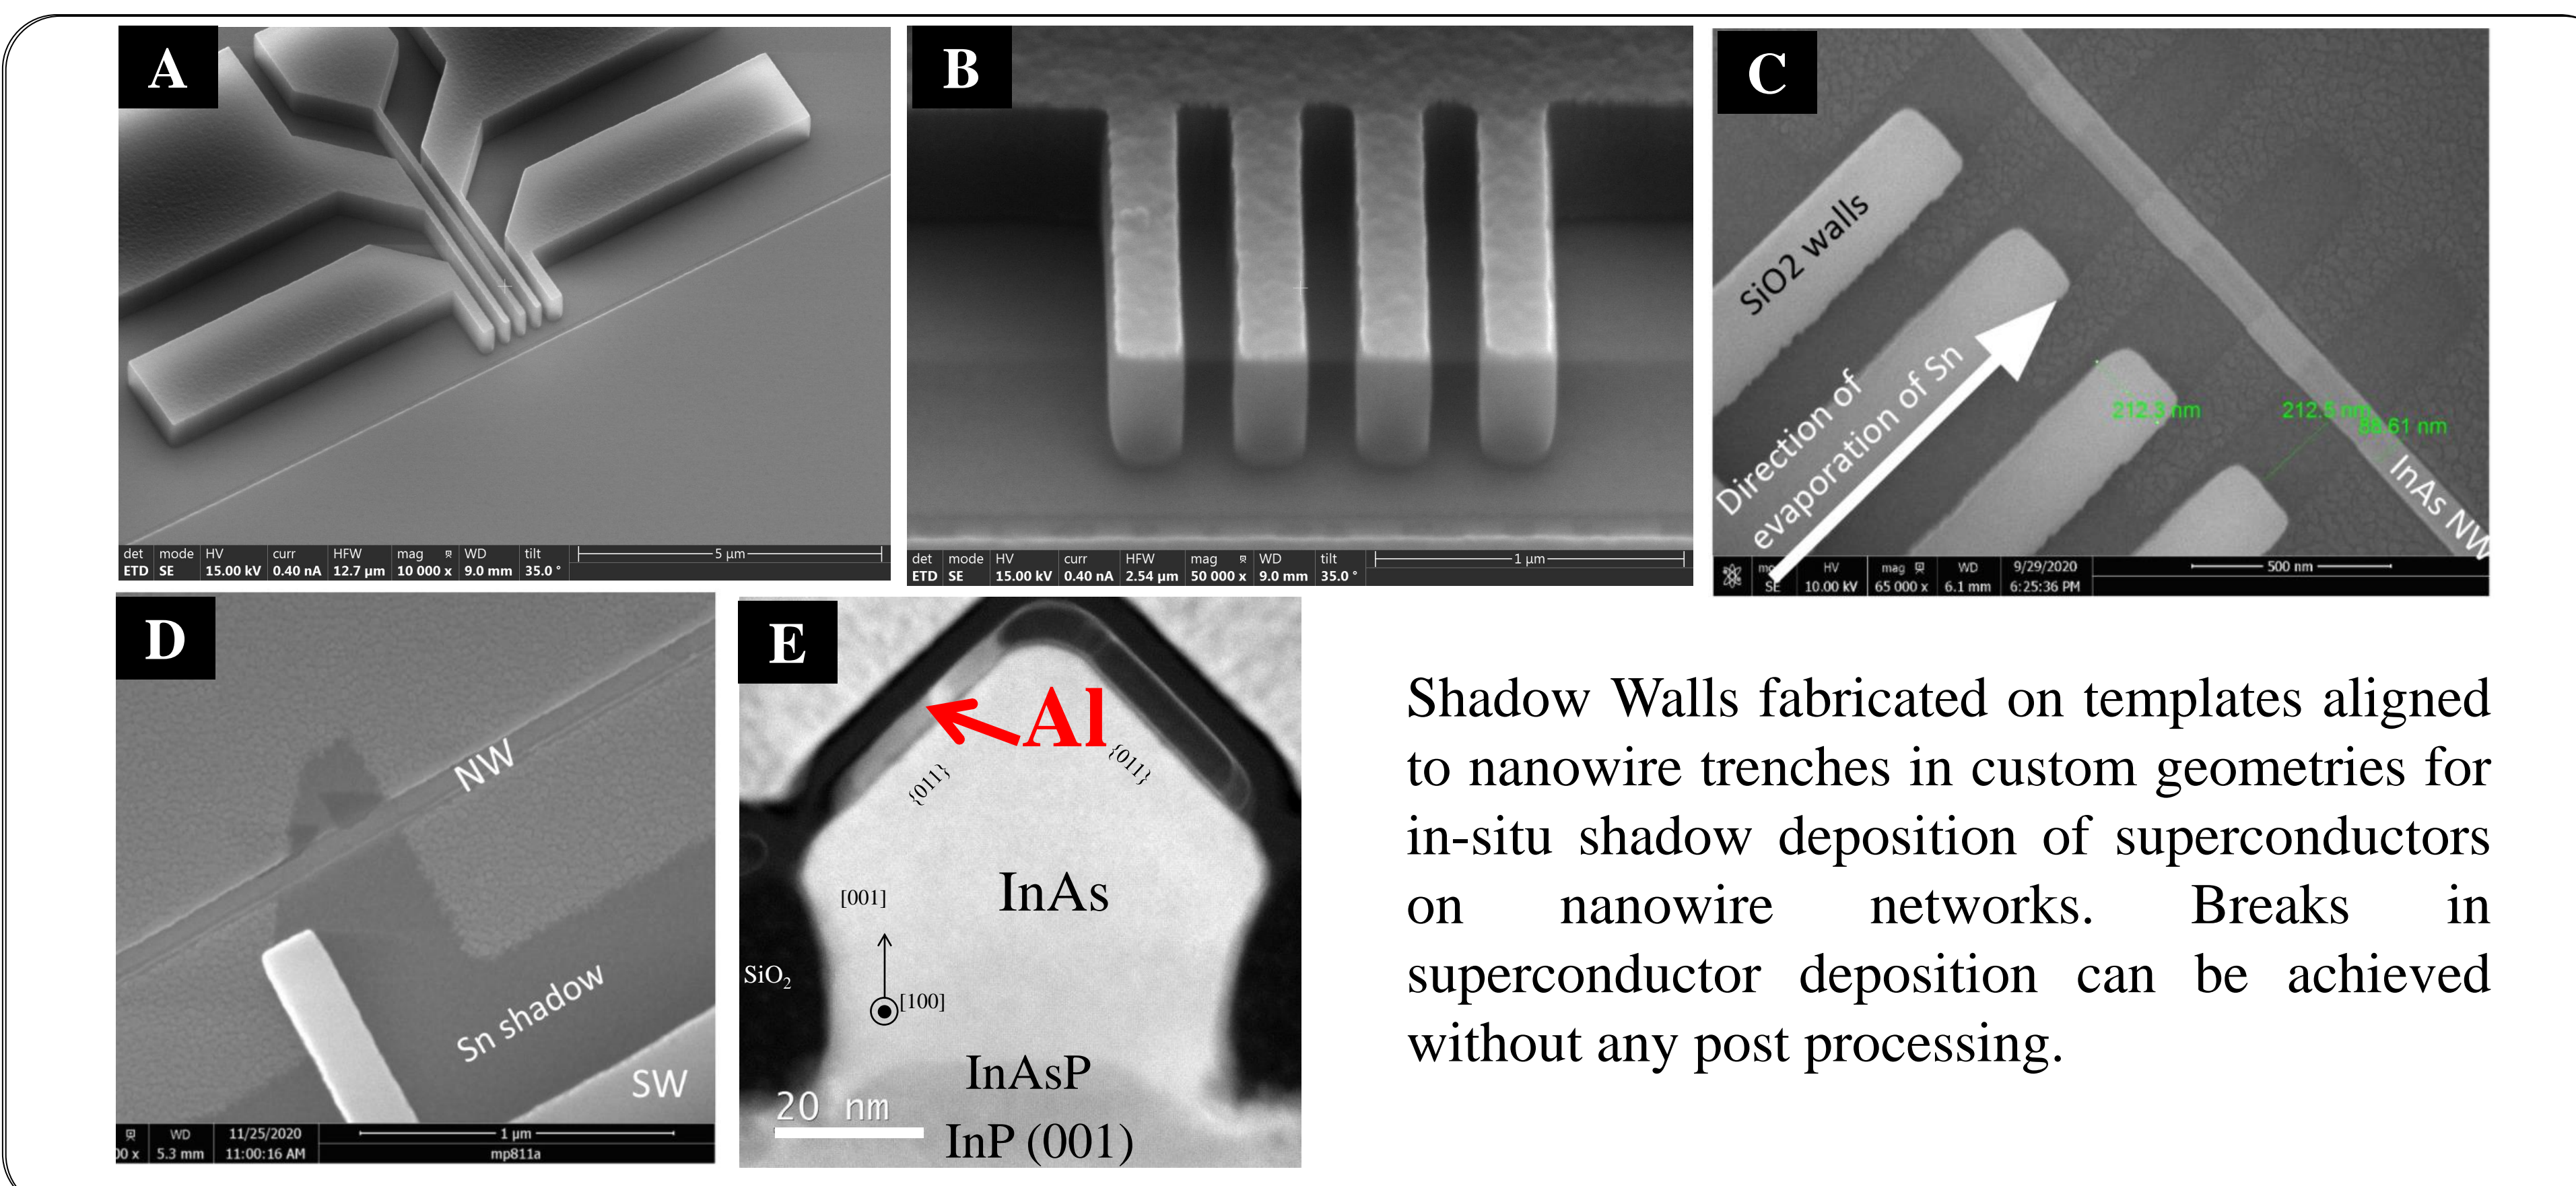 A
det mode HV curr HFW mag WD tilt 5 µm
ETD SE 15.00 kV 0.40 nA 12.7 µm 10 000 x 9.0 mm 35.0 °
B
det mode HV curr HFW mag WD tilt 1 µm
ETD SE 15.00 kV 0.40 nA 2.54 µm 50 000 x 9.0 mm 35.0 °
C
SiO2 walls
Direction of
evaporation of Sn
212.3 nm
212.5 nm
InAs NW
HV mag WD 9/29/2020 500 nm
SE 10.00 kV 65 000 x 6.1 mm 6:25:36 PM
D
NW
Sn shadow
SW
WD 11/25/2020 1 µm
00 x 5.3 mm 11:00:16 AM mp811a
E
Al
{011}
{011}
InAs
[001]
SiO₂
[100]
InAsP
20 nm
InP (001)
Shadow Walls fabricated on templates aligned
to nanowire trenches in custom geometries for
in-situ shadow deposition of superconductors
on nanowire networks. Breaks in
superconductor deposition can be achieved
without any post processing.